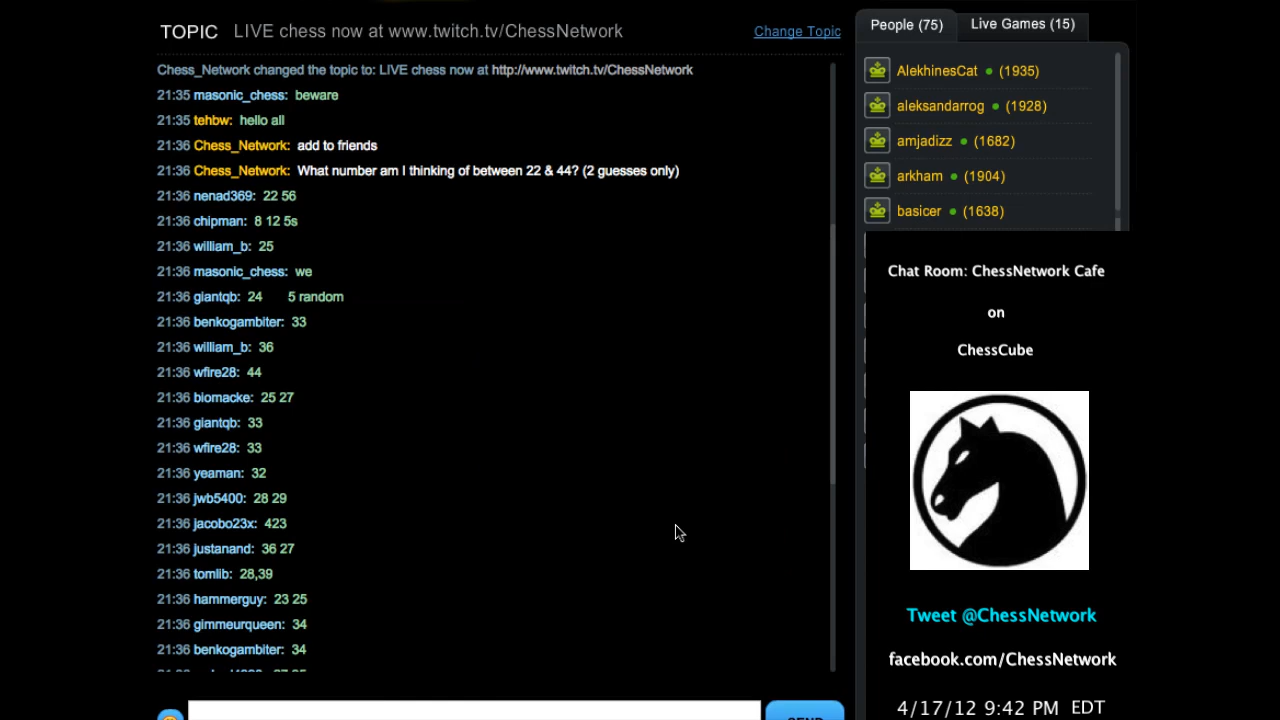 TOPIC LIVE chess now at www.twitch.tv/ChessNetwork
Change Topic
Chess_Network changed the topic to: LIVE chess now at http://www.twitch.tv/ChessNetwork
21:35 masonic_chess: beware
21:35 tehbw: hello all
21:36 Chess_Network: add to friends
21:36 Chess_Network: What number am I thinking of between 22 & 44? (2 guesses only)
21:36 nenad369: 22 56
21:36 chipman: 8 12 5s
21:36 william_b: 25
21:36 masonic_chess: we
21:36 giantqb: 24 5 random
21:36 benkogambiter: 33
21:36 william_b: 36
21:36 wfire28: 44
21:36 biomacke: 25 27
21:36 giantqb: 33
21:36 wfire28: 33
21:36 yeaman: 32
21:36 jwb5400: 28 29
21:36 jacobo23x: 423
21:36 justanand: 36 27
21:36 tomlib: 28,39
21:36 hammerguy: 23 25
21:36 gimmeurqueen: 34
21:36 benkogambiter: 34
SEND
People (75)
Live Games (15)
AlekhinesCat (1935)
aleksandarrog (1928)
amjadizz (1682)
arkham (1904)
basicer (1638)
Chat Room: ChessNetwork Cafe
on
ChessCube
Tweet @ChessNetwork
facebook.com/ChessNetwork
4/17/12 9:42 PM EDT